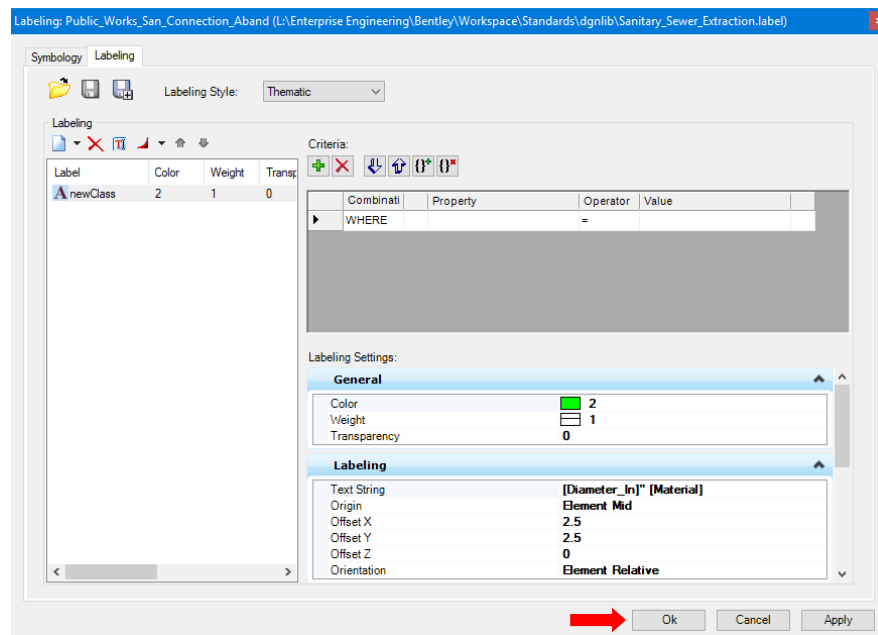 Labeling: Public_Works_San_Connection_Aband (L:\Enterprise Engineering\Bentley\Workspace\Standards\dgnlib\Sanitary_Sewer_Extraction.label)
Symbology Labeling
Labeling Style: Thematic
Labeling
Criteria:
Label Color Weight Transp
A newClass 2 1 0
Combinati Property Operator Value
WHERE =
Labeling Settings:
General
Color 2
Weight 1
Transparency 0
Labeling
Text String [Diameter_In]" [Material]
Origin Element Mid
Offset X 2.5
Offset Y 2.5
Offset Z 0
Orientation Element Relative
Ok Cancel Apply